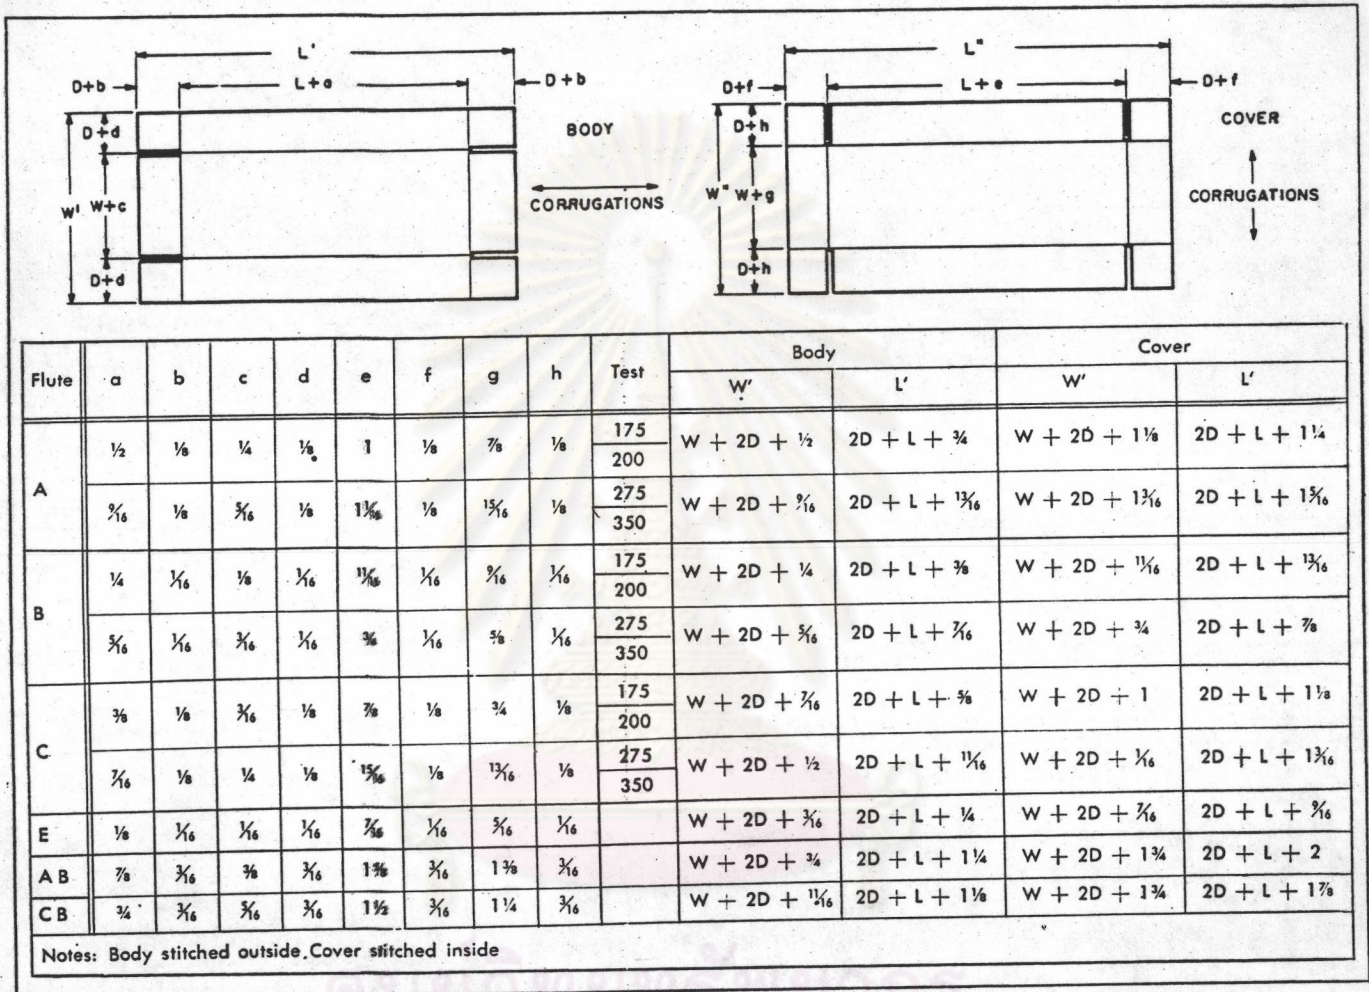 L'
D+b L+a D+b
D+d
W' W+c
D+d
BODY
CORRUGATIONS
L"
D+f L+e D+f
D+h
W" W+g
D+h
COVER
CORRUGATIONS
Flute a b c d e f g h Test Body Cover
W' L' W' L'
A ½ ⅛ ¼ ⅛ 1 ⅛ ⅞ ⅛ 175 200 W + 2D + ½ 2D + L + ¾ W + 2D + 1⅛ 2D + L + 1¼
9/16 ⅛ 5/16 ⅛ 1 1/16 ⅛ 15/16 ⅛ 275 350 W + 2D + 9/16 2D + L + 13/16 W + 2D + 1 3/16 2D + L + 1 5/16
B ¼ 1/16 ⅛ 1/16 11/16 1/16 9/16 1/16 175 200 W + 2D + ¼ 2D + L + ⅜ W + 2D + 11/16 2D + L + 13/16
5/16 1/16 3/16 1/16 ¾ 1/16 ⅝ 1/16 275 350 W + 2D + 5/16 2D + L + 7/16 W + 2D + ¾ 2D + L + ⅞
C ⅜ ⅛ 3/16 ⅛ ⅞ ⅛ ¾ ⅛ 175 200 W + 2D + 7/16 2D + L + ⅝ W + 2D + 1 2D + L + 1⅛
7/16 ⅛ ¼ ⅛ 15/16 ⅛ 13/16 ⅛ 275 350 W + 2D + ½ 2D + L + 11/16 W + 2D + 1/16 2D + L + 1 3/16
E ⅛ 1/16 1/16 1/16 7/16 1/16 5/16 1/16 W + 2D + 3/16 2D + L + ¼ W + 2D + 7/16 2D + L + 9/16
AB ⅞ 3/16 ⅜ 3/16 1⅝ 3/16 1⅜ 3/16 W + 2D + ¾ 2D + L + 1¼ W + 2D + 1¾ 2D + L + 2
CB ¾ 3/16 5/16 3/16 1½ 3/16 1¼ 3/16 W + 2D + 11/16 2D + L + 1⅛ W + 2D + 1¾ 2D + L + 1⅞
Notes: Body stitched outside. Cover stitched inside